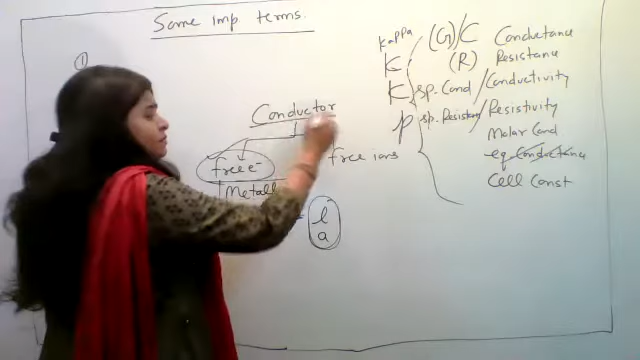 Some imp terms.
①
Kappa
(G)/C Conductance
K (R) Resistance
K sp. Cond / Conductivity
ρ sp. Resistivity / Resistivity
Molar Cond
eq. Conductance
Cell Const
Conductor
free e⁻ free ions
Metall
l
a